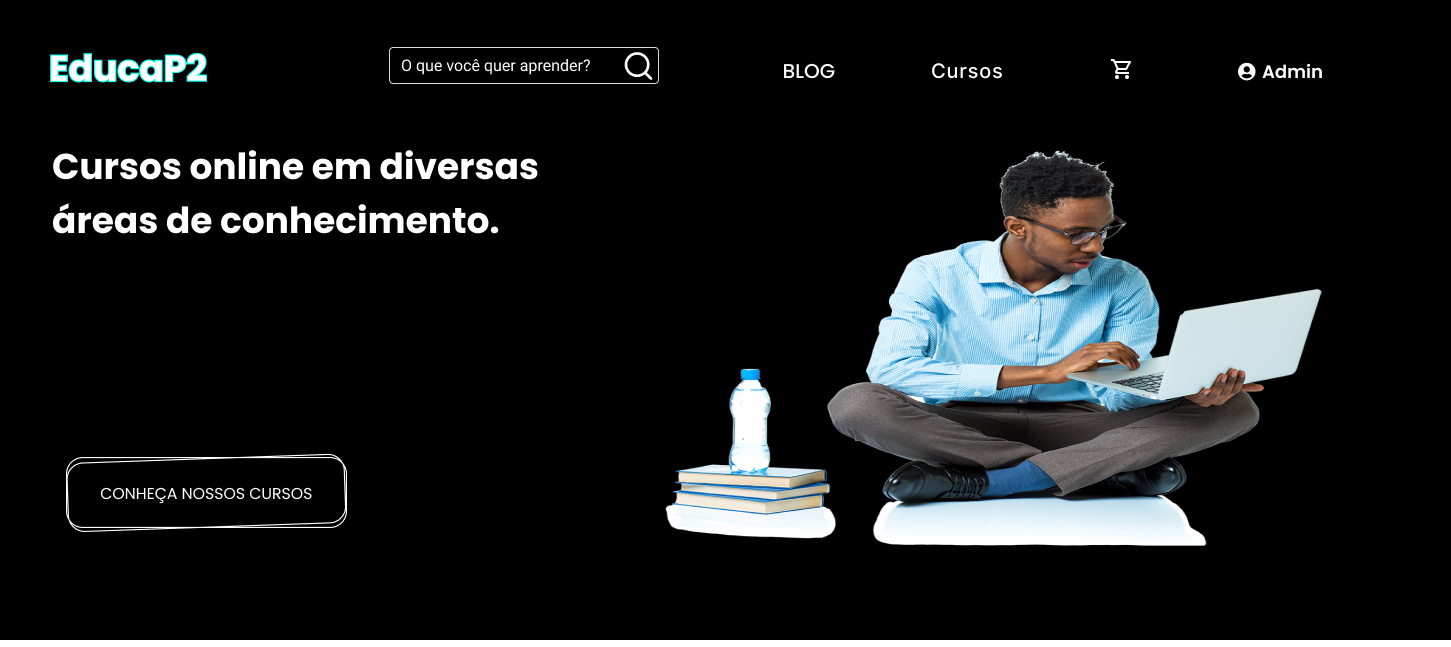 EducaP2
O que você quer aprender?
BLOG
Cursos
Admin
Cursos online em diversas
áreas de conhecimento.
CONHEÇA NOSSOS CURSOS